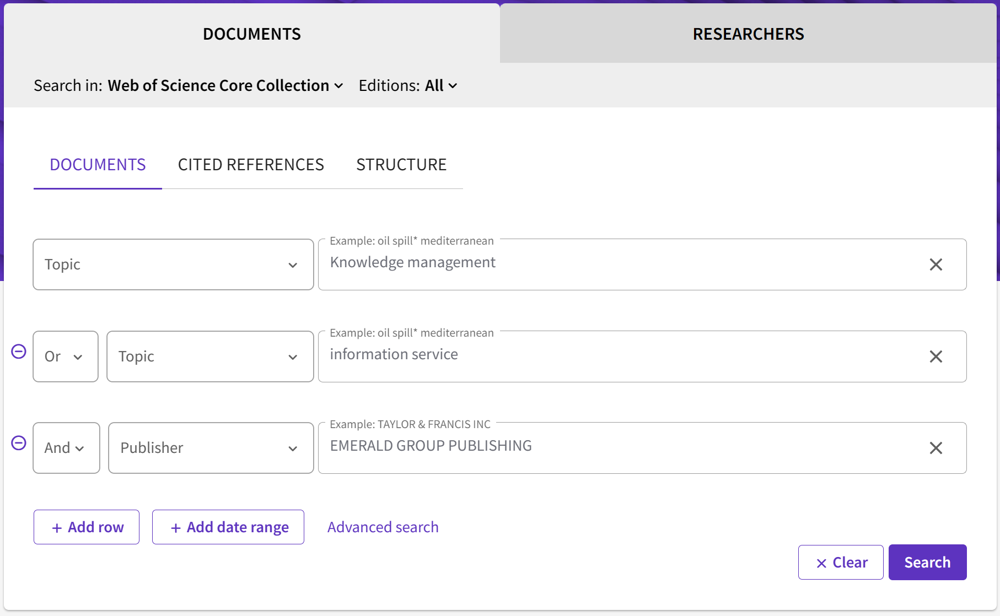 DOCUMENTS RESEARCHERS
Search in: Web of Science Core Collection Editions: All
DOCUMENTS CITED REFERENCES STRUCTURE
Example: oil spill* mediterranean
Topic Knowledge management
Example: oil spill* mediterranean
Or Topic information service
Example: TAYLOR & FRANCIS INC
And Publisher EMERALD GROUP PUBLISHING
+ Add row + Add date range Advanced search
× Clear Search